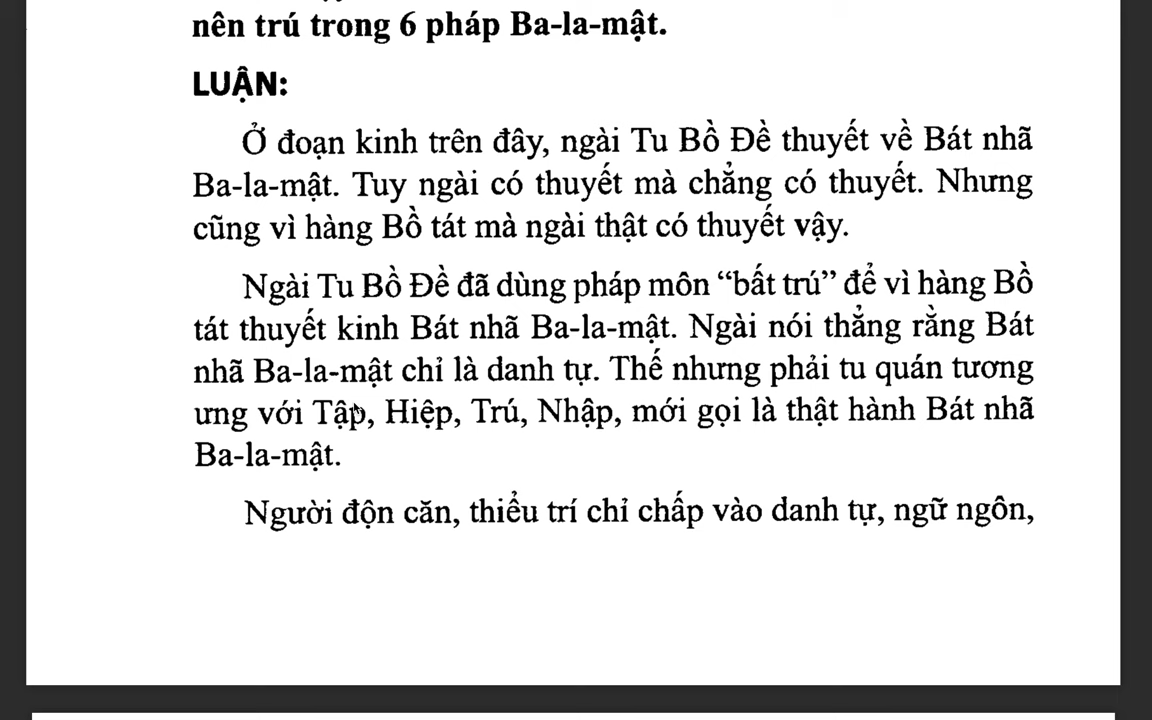 nên trú trong 6 pháp Ba-la-mật.
LUẬN:
Ở đoạn kinh trên đây, ngài Tu Bồ Đề thuyết về Bát nhã
Ba-la-mật. Tuy ngài có thuyết mà chẳng có thuyết. Nhưng
cũng vì hàng Bồ tát mà ngài thật có thuyết vậy.
Ngài Tu Bồ Đề đã dùng pháp môn “bất trú” để vì hàng Bồ
tát thuyết kinh Bát nhã Ba-la-mật. Ngài nói thẳng rằng Bát
nhã Ba-la-mật chỉ là danh tự. Thế nhưng phải tu quán tương
ưng với Tập, Hiệp, Trú, Nhập, mới gọi là thật hành Bát nhã
Ba-la-mật.
Người độn căn, thiểu trí chỉ chấp vào danh tự, ngữ ngôn,